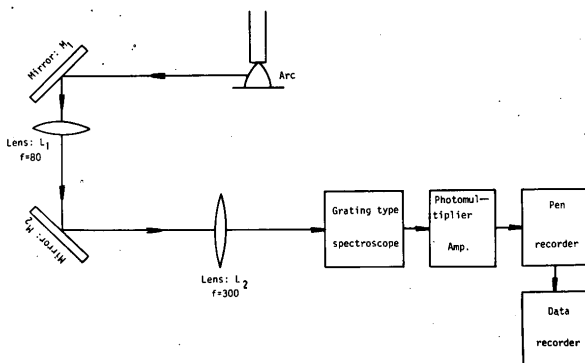 Mirror: M1
Arc
Lens: L1
f=80
Mirror: M2
Lens: L2
f=300
Grating type
spectroscope
Photomul-
tiplier
Amp.
Pen
recorder
Data
recorder